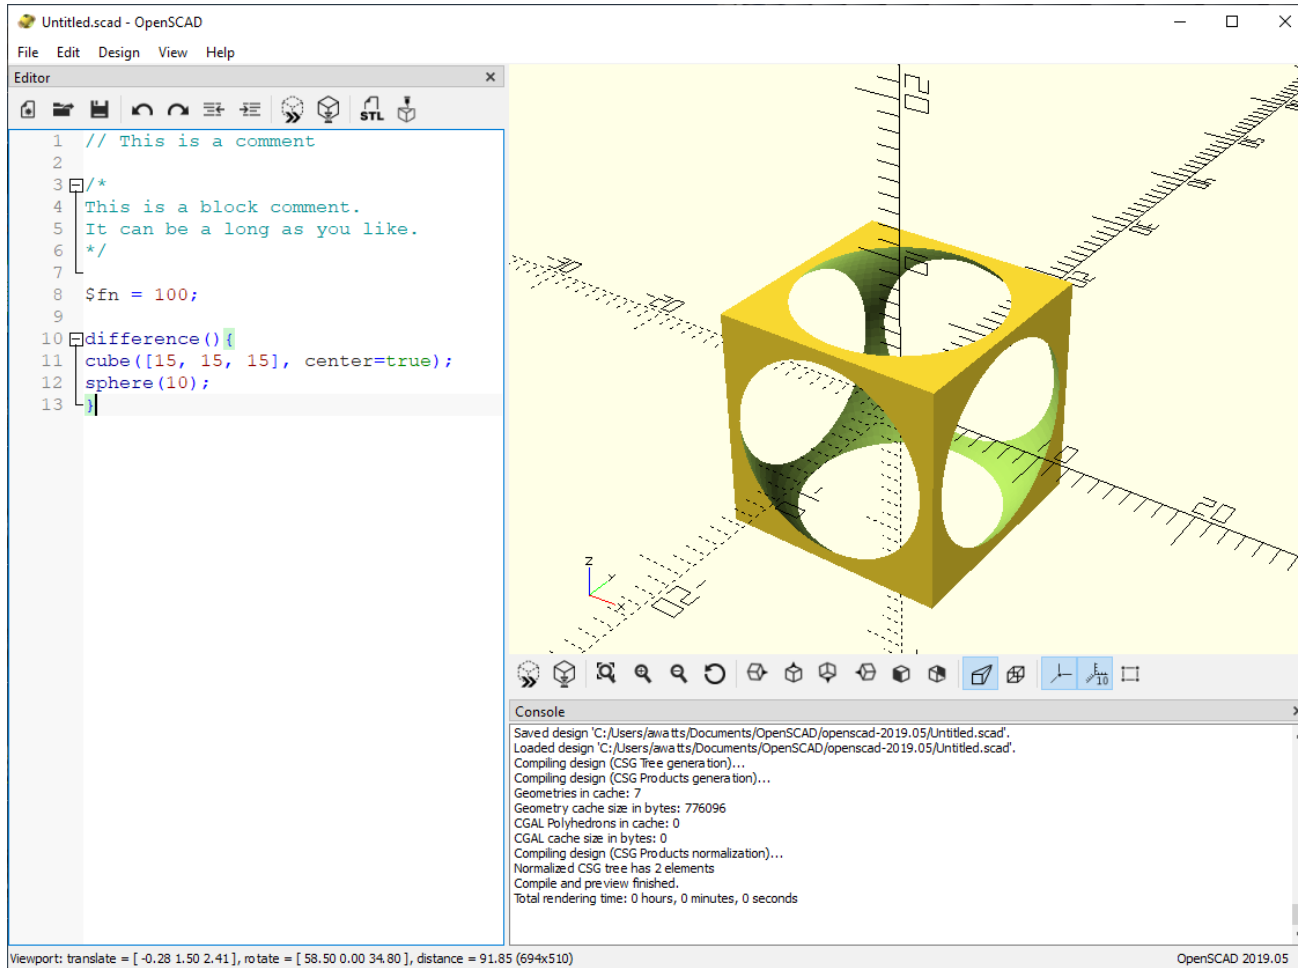 Untitled.scad - OpenSCAD
File Edit Design View Help
Editor
STL
1 // This is a comment
2
3 /*
4 This is a block comment.
5 It can be a long as you like.
6 */
7
8 $fn = 100;
9
10 difference(){
11 cube([15, 15, 15], center=true);
12 sphere(10);
13 }
20
20
20
20
z
y
x
10
Console
Saved design 'C:/Users/awatts/Documents/OpenSCAD/openscad-2019.05/Untitled.scad'.
Loaded design 'C:/Users/awatts/Documents/OpenSCAD/openscad-2019.05/Untitled.scad'.
Compiling design (CSG Tree generation)...
Compiling design (CSG Products generation)...
Geometries in cache: 7
Geometry cache size in bytes: 776096
CGAL Polyhedrons in cache: 0
CGAL cache size in bytes: 0
Compiling design (CSG Products normalization)...
Normalized CSG tree has 2 elements
Compile and preview finished.
Total rendering time: 0 hours, 0 minutes, 0 seconds
Viewport: translate = [ -0.28 1.50 2.41 ], rotate = [ 58.50 0.00 34.80 ], distance = 91.85 (694x510)
OpenSCAD 2019.05